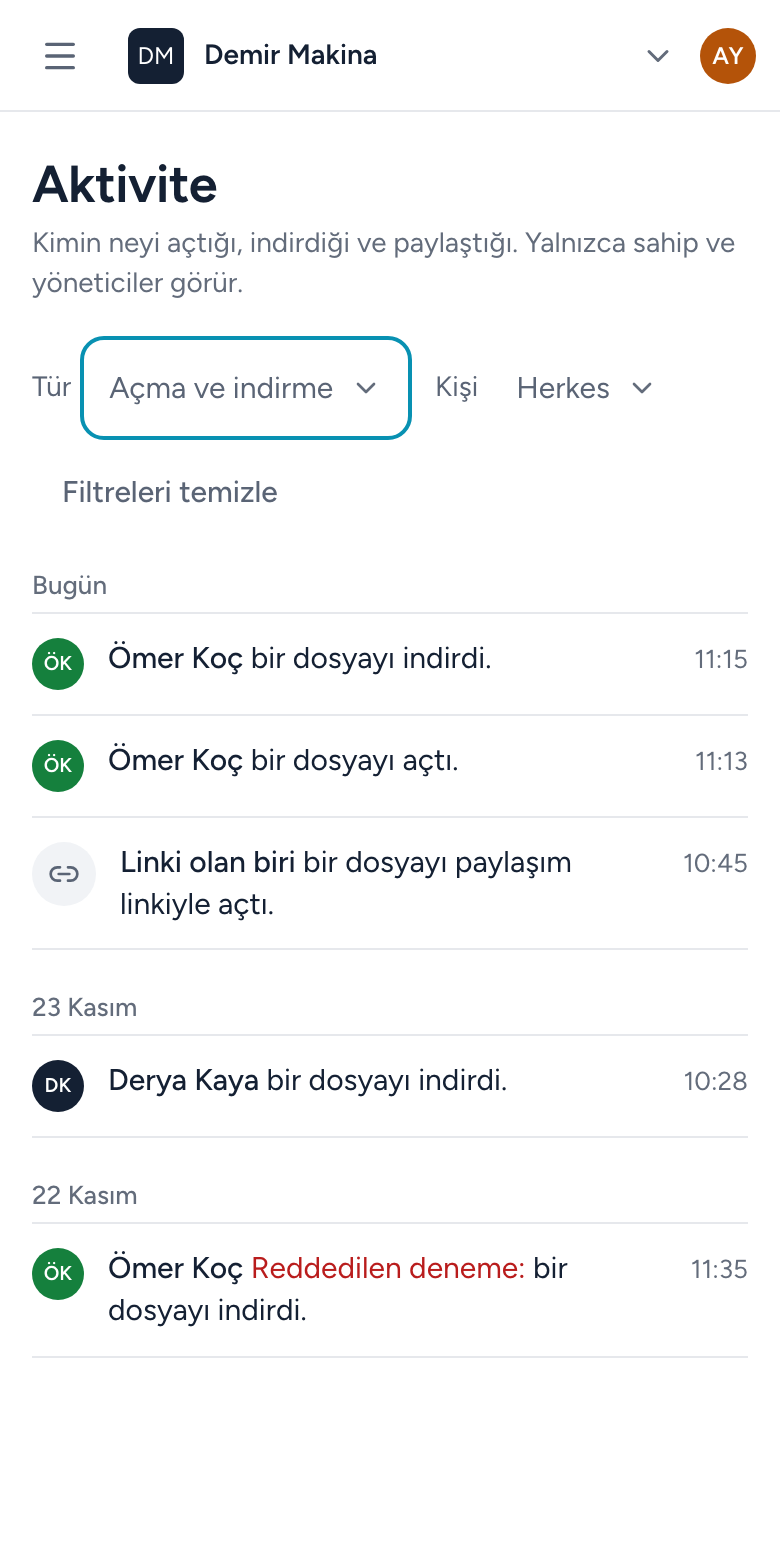 DM Demir Makina AY
Aktivite
Kimin neyi açtığı, indirdiği ve paylaştığı. Yalnızca sahip ve
yöneticiler görür.
Tür Açma ve indirme Kişi Herkes
Filtreleri temizle
Bugün
ÖK Ömer Koç bir dosyayı indirdi. 11:15
ÖK Ömer Koç bir dosyayı açtı. 11:13
Linki olan biri bir dosyayı paylaşım 10:45
linkiyle açtı.
23 Kasım
DK Derya Kaya bir dosyayı indirdi. 10:28
22 Kasım
ÖK Ömer Koç Reddedilen deneme: bir 11:35
dosyayı indirdi.